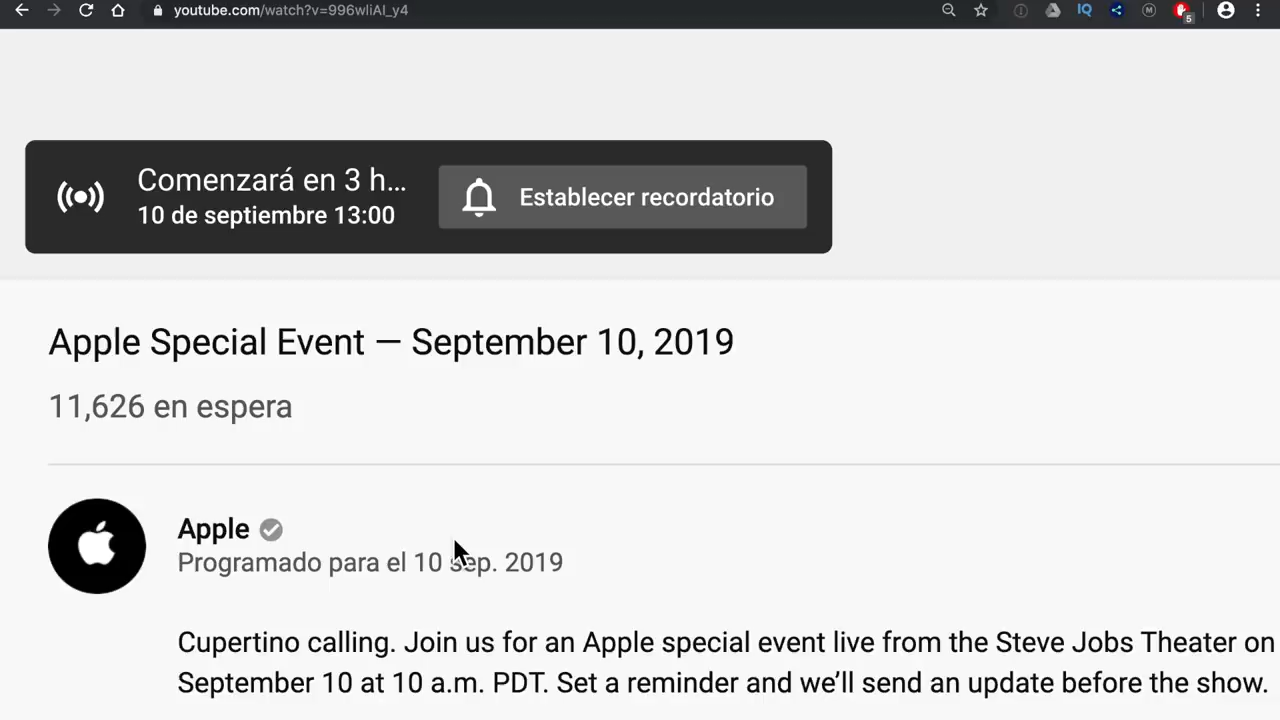 youtube.com/watch?v=996wliAl_y4
IQ
M
5
Comenzará en 3 h...
10 de septiembre 13:00
Establecer recordatorio
Apple Special Event — September 10, 2019
11,626 en espera
Apple
Programado para el 10 sep. 2019
Cupertino calling. Join us for an Apple special event live from the Steve Jobs Theater on
September 10 at 10 a.m. PDT. Set a reminder and we’ll send an update before the show.